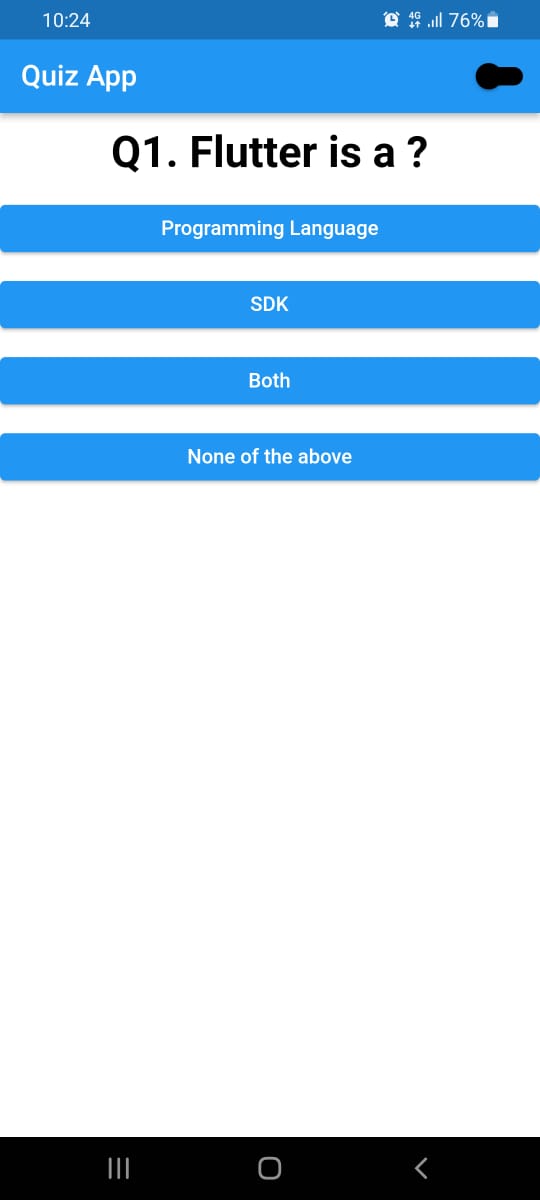 10:24 4G 76%
Quiz App
Q1. Flutter is a ?
Programming Language
SDK
Both
None of the above